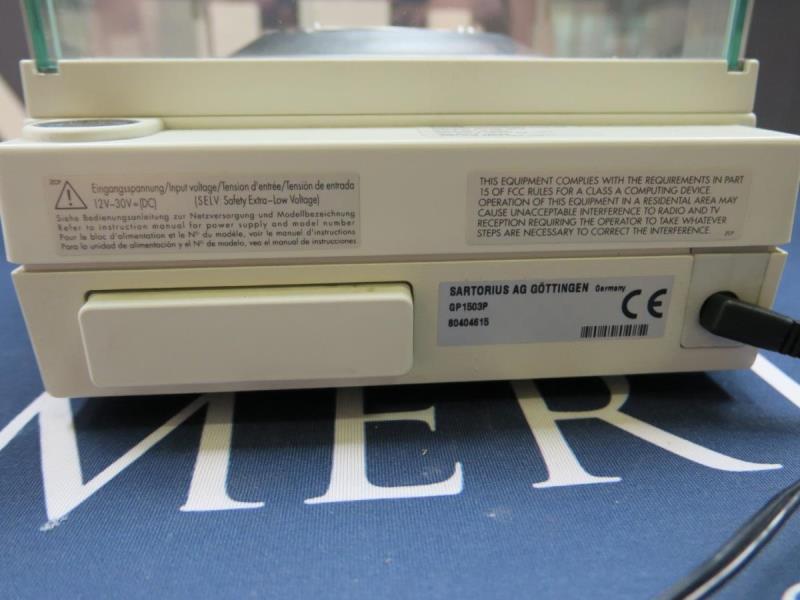 Eingangsspannung/Input voltage/Tension d'entrée/Tensión de entrada
12V–30V=(DC) (SELV: Safety Extra–Low Voltage)
Siehe Bedienungsanleitung zur Netzversorgung und Modellbezeichnung
Refer to instruction manual for power supply and model number
Pour le bloc d'alimentation et le N° du modèle, voir le manuel d'instructions
Para la unidad de alimentación y el N° de modelo, vea el manual de instrucciones
THIS EQUIPMENT COMPLIES WITH THE REQUIREMENTS IN PART
15 OF FCC RULES FOR A CLASS A COMPUTING DEVICE.
OPERATION OF THIS EQUIPMENT IN A RESIDENTIAL AREA MAY
CAUSE UNACCEPTABLE INTERFERENCE TO RADIO AND TV
RECEPTION REQUIRING THE OPERATOR TO TAKE WHATEVER
STEPS ARE NECESSARY TO CORRECT THE INTERFERENCE.
SARTORIUS AG GÖTTINGEN Germany
GP1503P
80404615
CE
MER